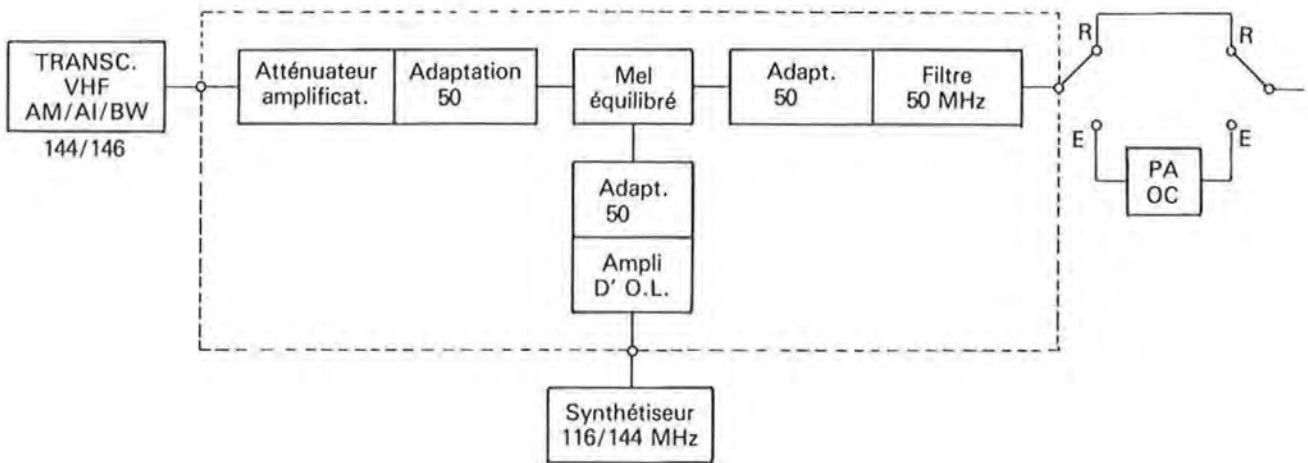 TRANSC.
VHF
AM/AI/BW
144/146
Atténuateur
amplificat.
Adaptation
50
Mel
équilibré
Adapt.
50
Filtre
50 MHz
R
R
E
E
PA
OC
Adapt.
50
Ampli
D' O.L.
Synthétiseur
116/144 MHz